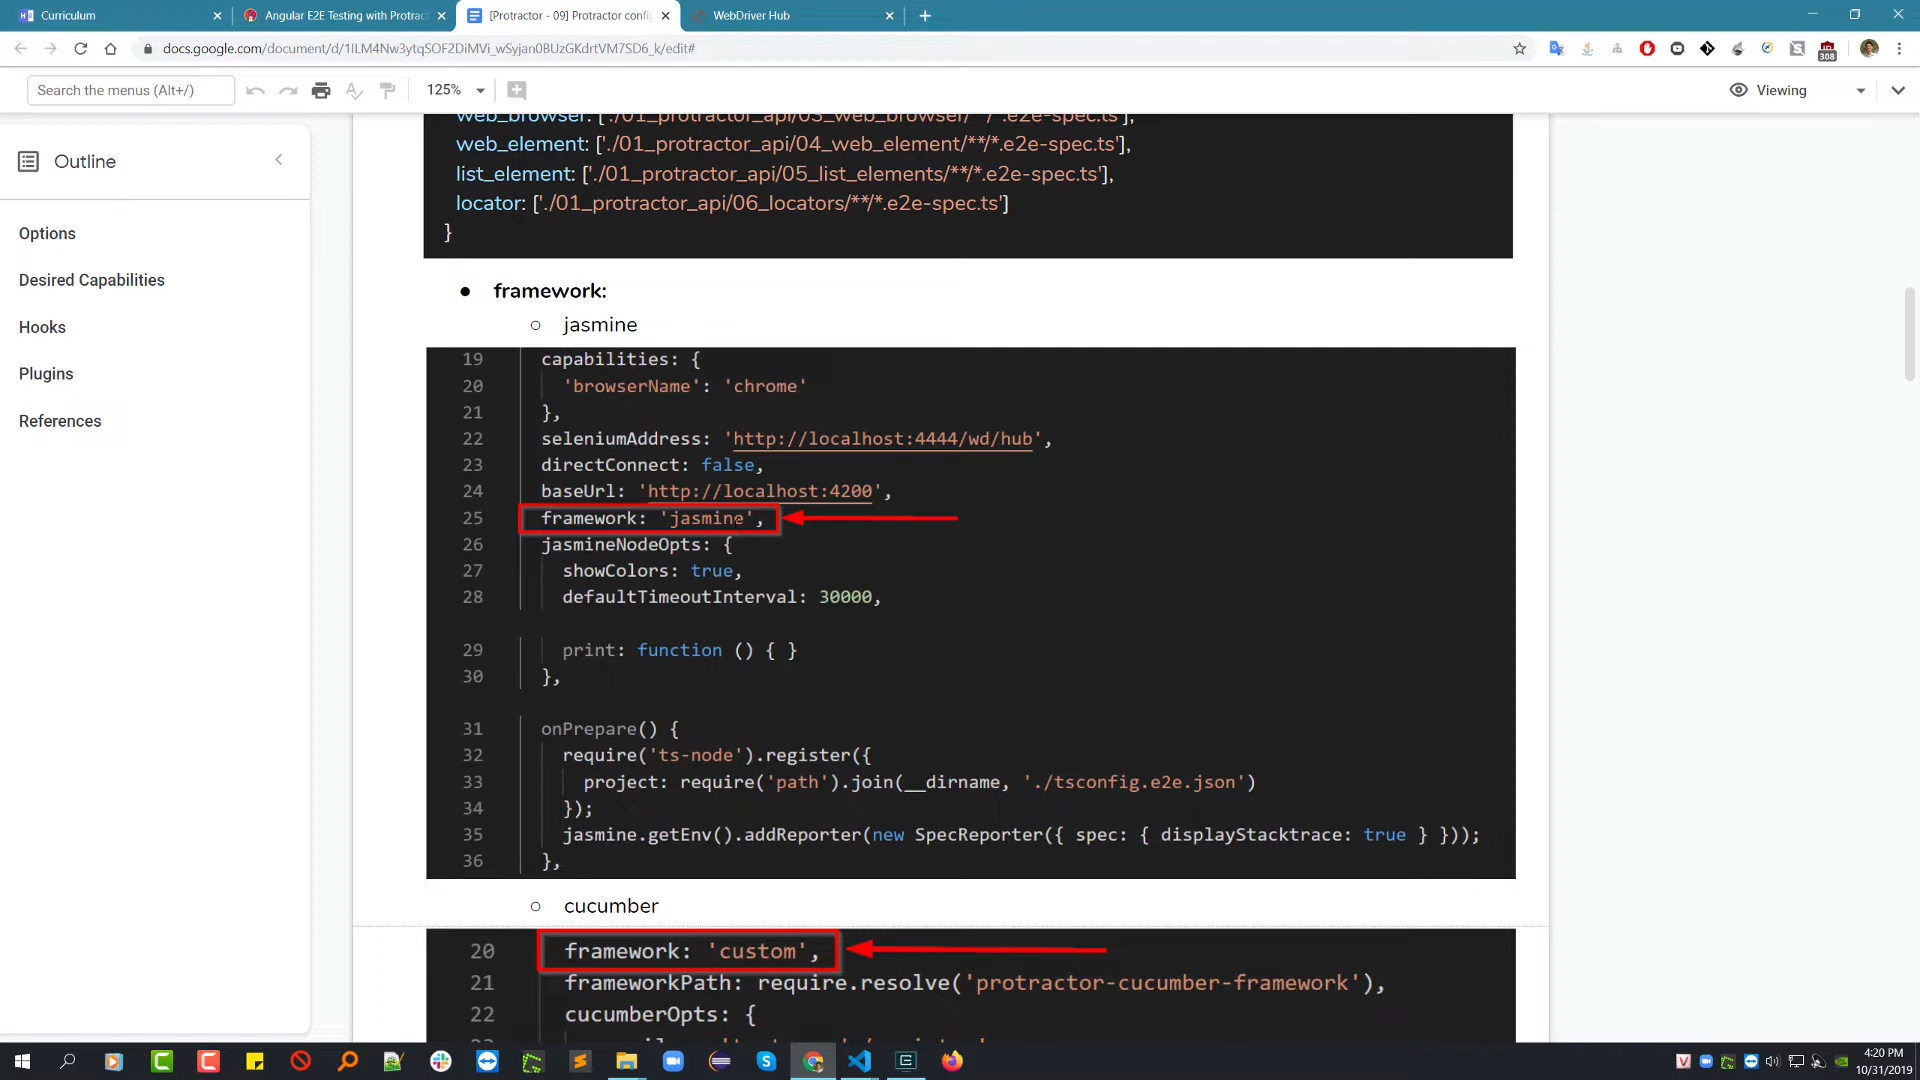 Curriculum
Angular E2E Testing with Protrac
[Protractor - 09] Protractor confi
WebDriver Hub
docs.google.com/document/d/1ILM4Nw3ytqSOF2DiMVi_wSyjan0BUzGKdrtVM7SD6_k/edit#
308
Search the menus (Alt+/)
125%
Viewing
Outline
Options
Desired Capabilities
Hooks
Plugins
References
web_browser: ['./01_protractor_api/03_web_browser/**/*.e2e-spec.ts'],
web_element: ['./01_protractor_api/04_web_element/**/*.e2e-spec.ts'],
list_element: ['./01_protractor_api/05_list_elements/**/*.e2e-spec.ts'],
locator: ['./01_protractor_api/06_locators/**/*.e2e-spec.ts']
}
● framework:
○ jasmine
19 capabilities: {
20 'browserName': 'chrome'
21 },
22 seleniumAddress: 'http://localhost:4444/wd/hub',
23 directConnect: false,
24 baseUrl: 'http://localhost:4200',
25 framework: 'jasmine',
26 jasmineNodeOpts: {
27 showColors: true,
28 defaultTimeoutInterval: 30000,
29 print: function () { }
30 },
31 onPrepare() {
32 require('ts-node').register({
33 project: require('path').join(__dirname, './tsconfig.e2e.json')
34 });
35 jasmine.getEnv().addReporter(new SpecReporter({ spec: { displayStacktrace: true } }));
36 },
○ cucumber
20 framework: 'custom',
21 frameworkPath: require.resolve('protractor-cucumber-framework'),
22 cucumberOpts: {
4:20 PM
10/31/2019